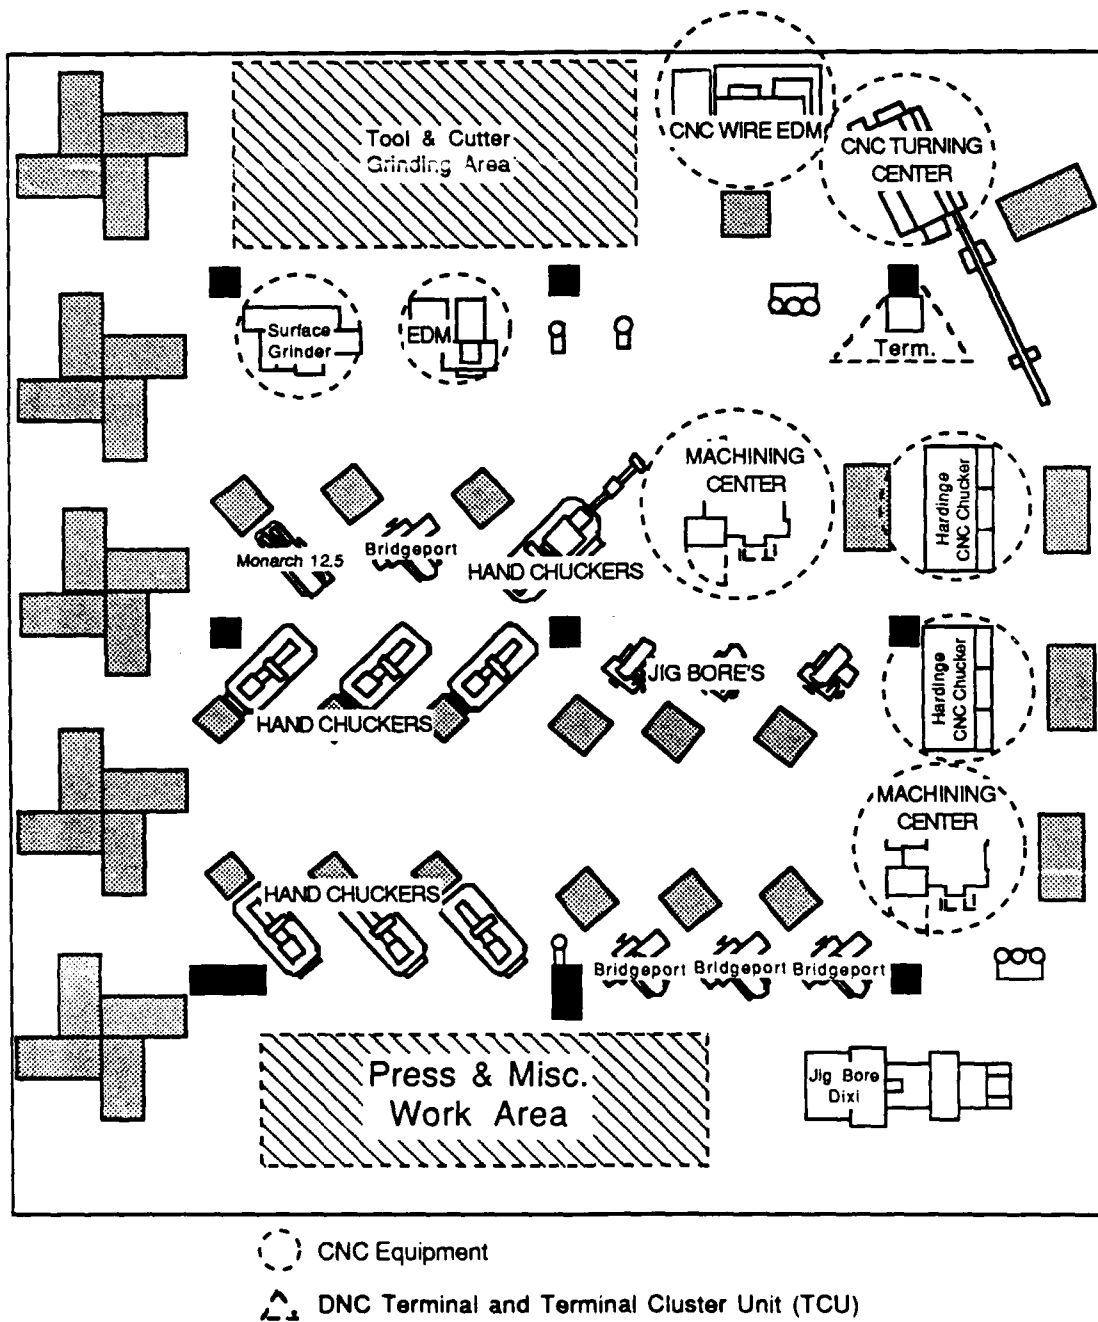 Tool & Cutter
Grinding Area
CNC WIRE EDM
CNC TURNING
CENTER
Surface
Grinder
EDM
Term.
MACHINING
CENTER
Hardinge
CNC Chucker
Monarch 12.5
Bridgeport
HAND CHUCKERS
HAND CHUCKERS
JIG BORE'S
Hardinge
CNC Chucker
MACHINING
CENTER
HAND CHUCKERS
Bridgeport
Bridgeport
Bridgeport
Press & Misc.
Work Area
Jig Bore
Dixi
CNC Equipment
DNC Terminal and Terminal Cluster Unit (TCU)